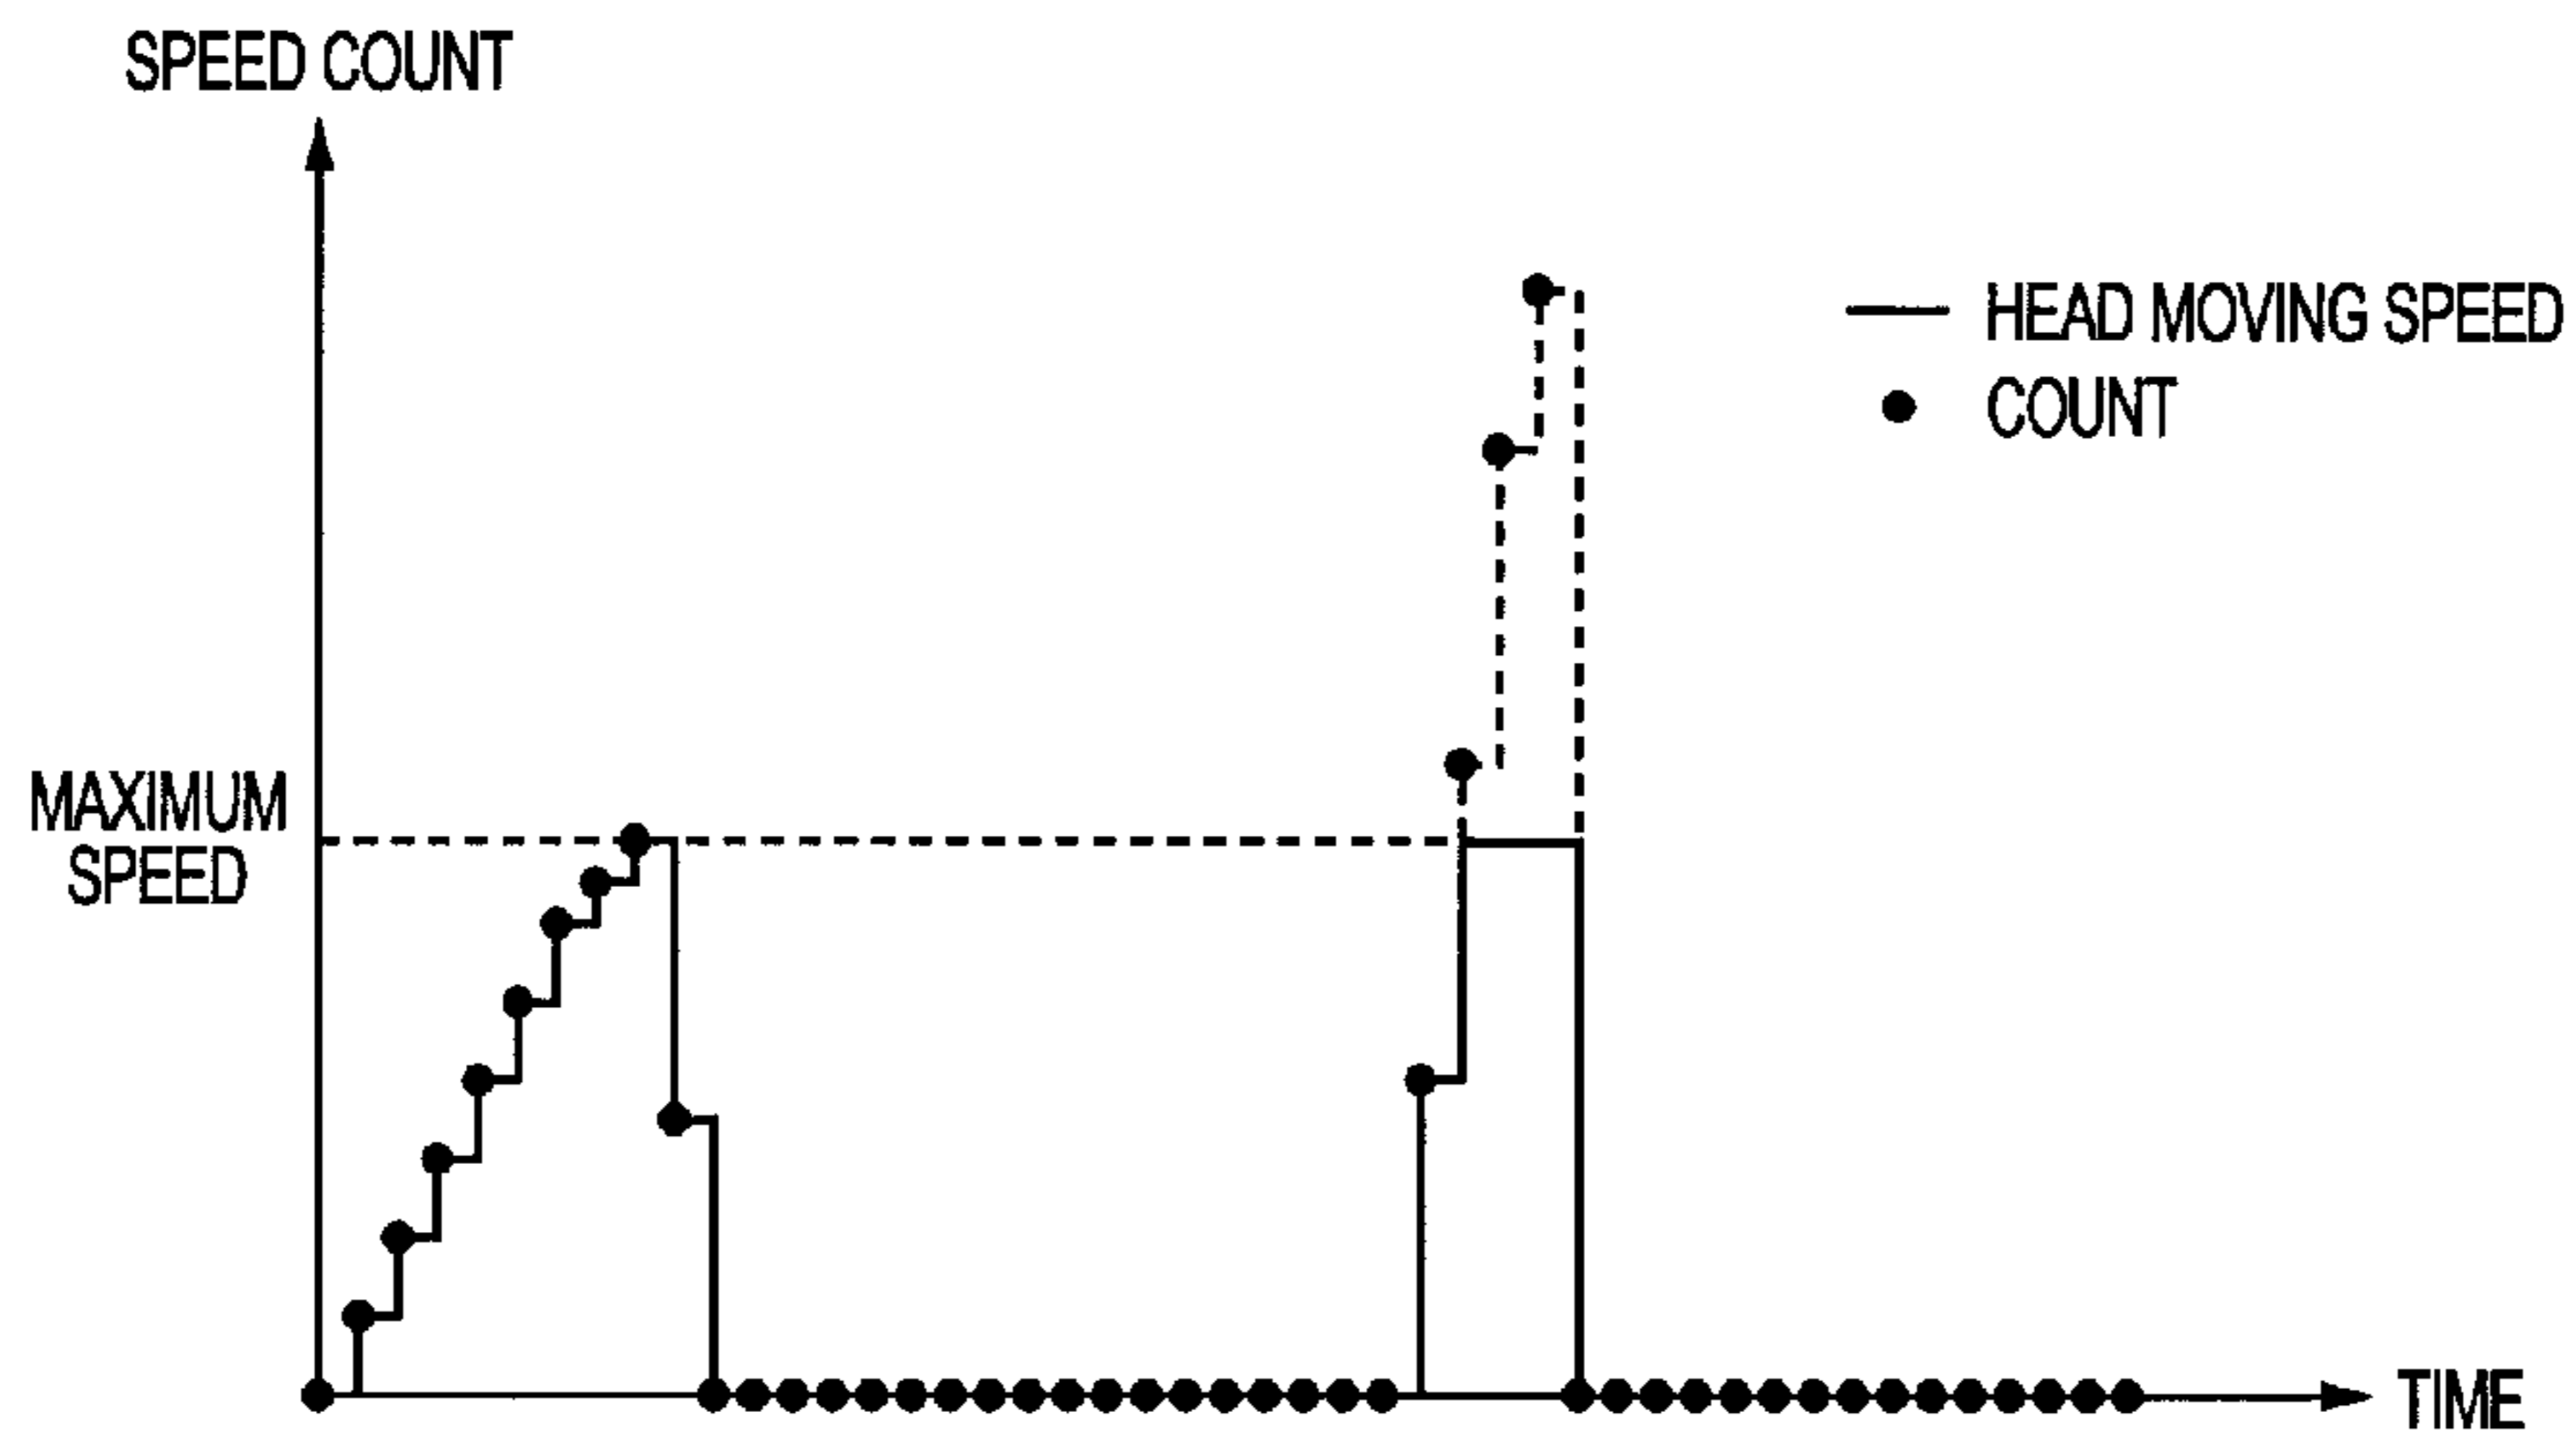 SPEED COUNT
HEAD MOVING SPEED
COUNT
MAXIMUM
SPEED
TIME